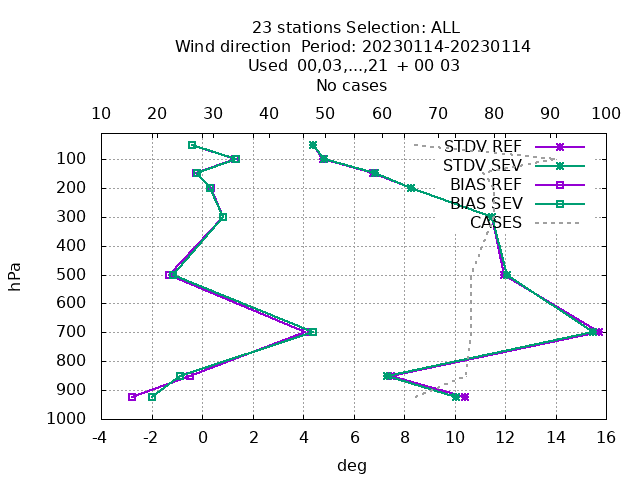 23 stations Selection: ALL
Wind direction  Period: 20230114-20230114
Used  00,03,...,21  + 00 03
No cases
10 20 30 40 50 60 70 80 90 100
STDV REF
STDV SEV
BIAS REF
BIAS SEV
CASES
100
200
300
400
500
600
700
800
900
1000
hPa
-4 -2 0 2 4 6 8 10 12 14 16
deg